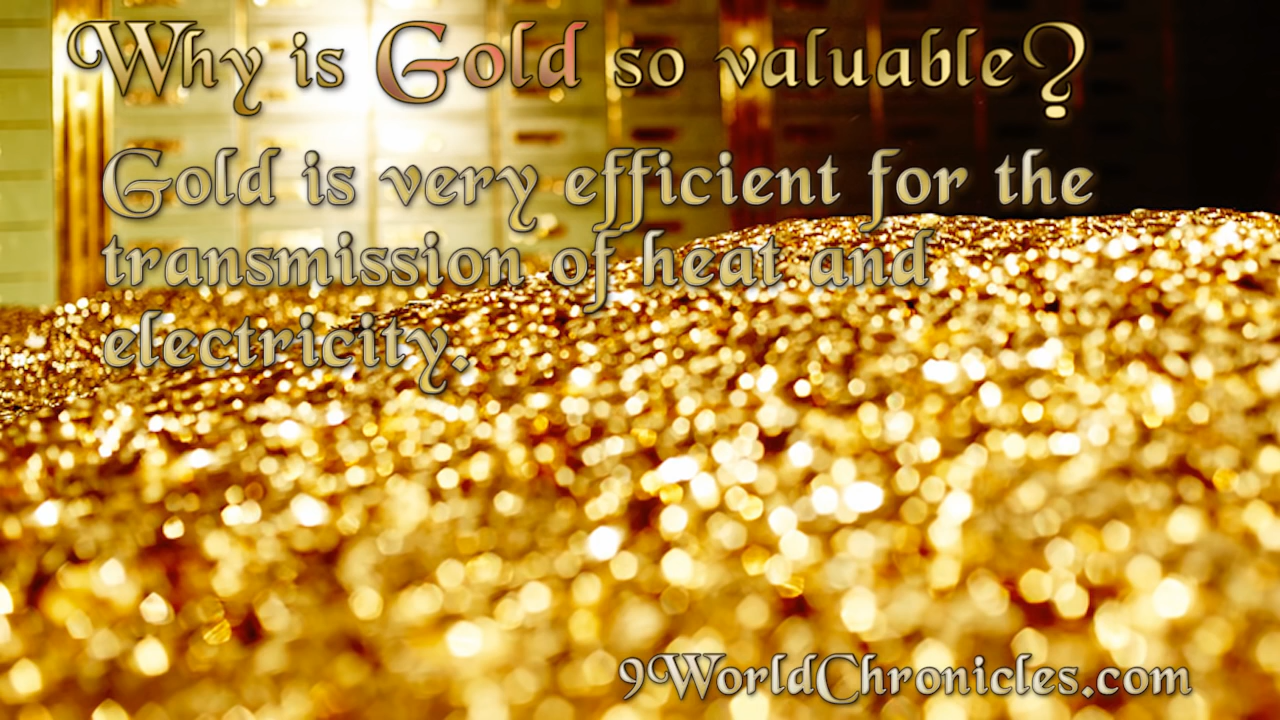 Why is Gold so valuable?
Gold is very efficient for the
transmission of heat and
electricity.
9WorldChronicles.com